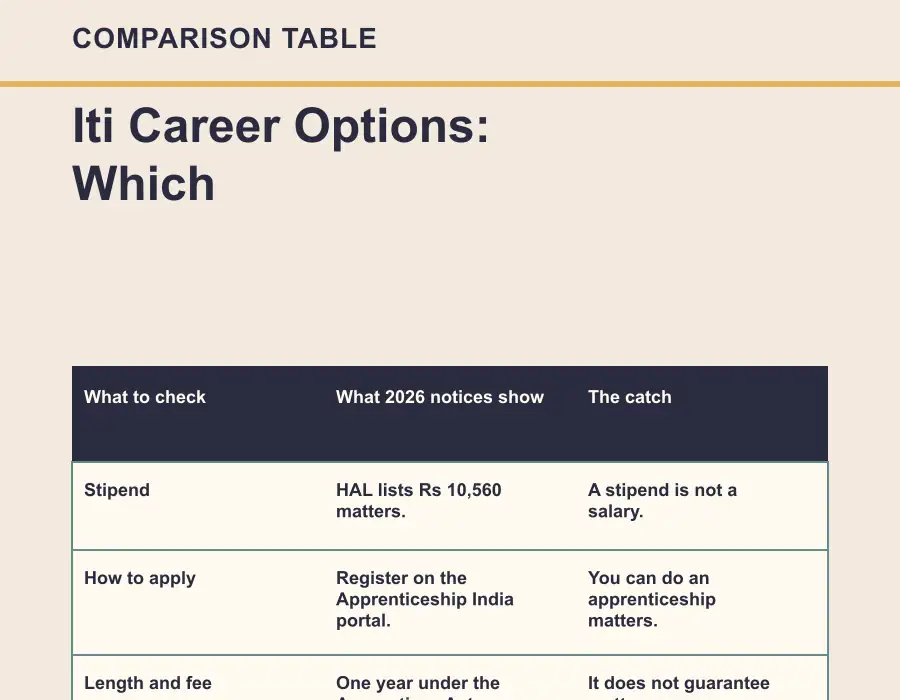 COMPARISON TABLE
Iti Career Options:
Which
What to check
What 2026 notices show
The catch
Stipend
HAL lists Rs 10,560
matters.
A stipend is not a
salary.
How to apply
Register on the
Apprenticeship India
portal.
You can do an
apprenticeship
matters.
Length and fee
One year under the
It does not guarantee